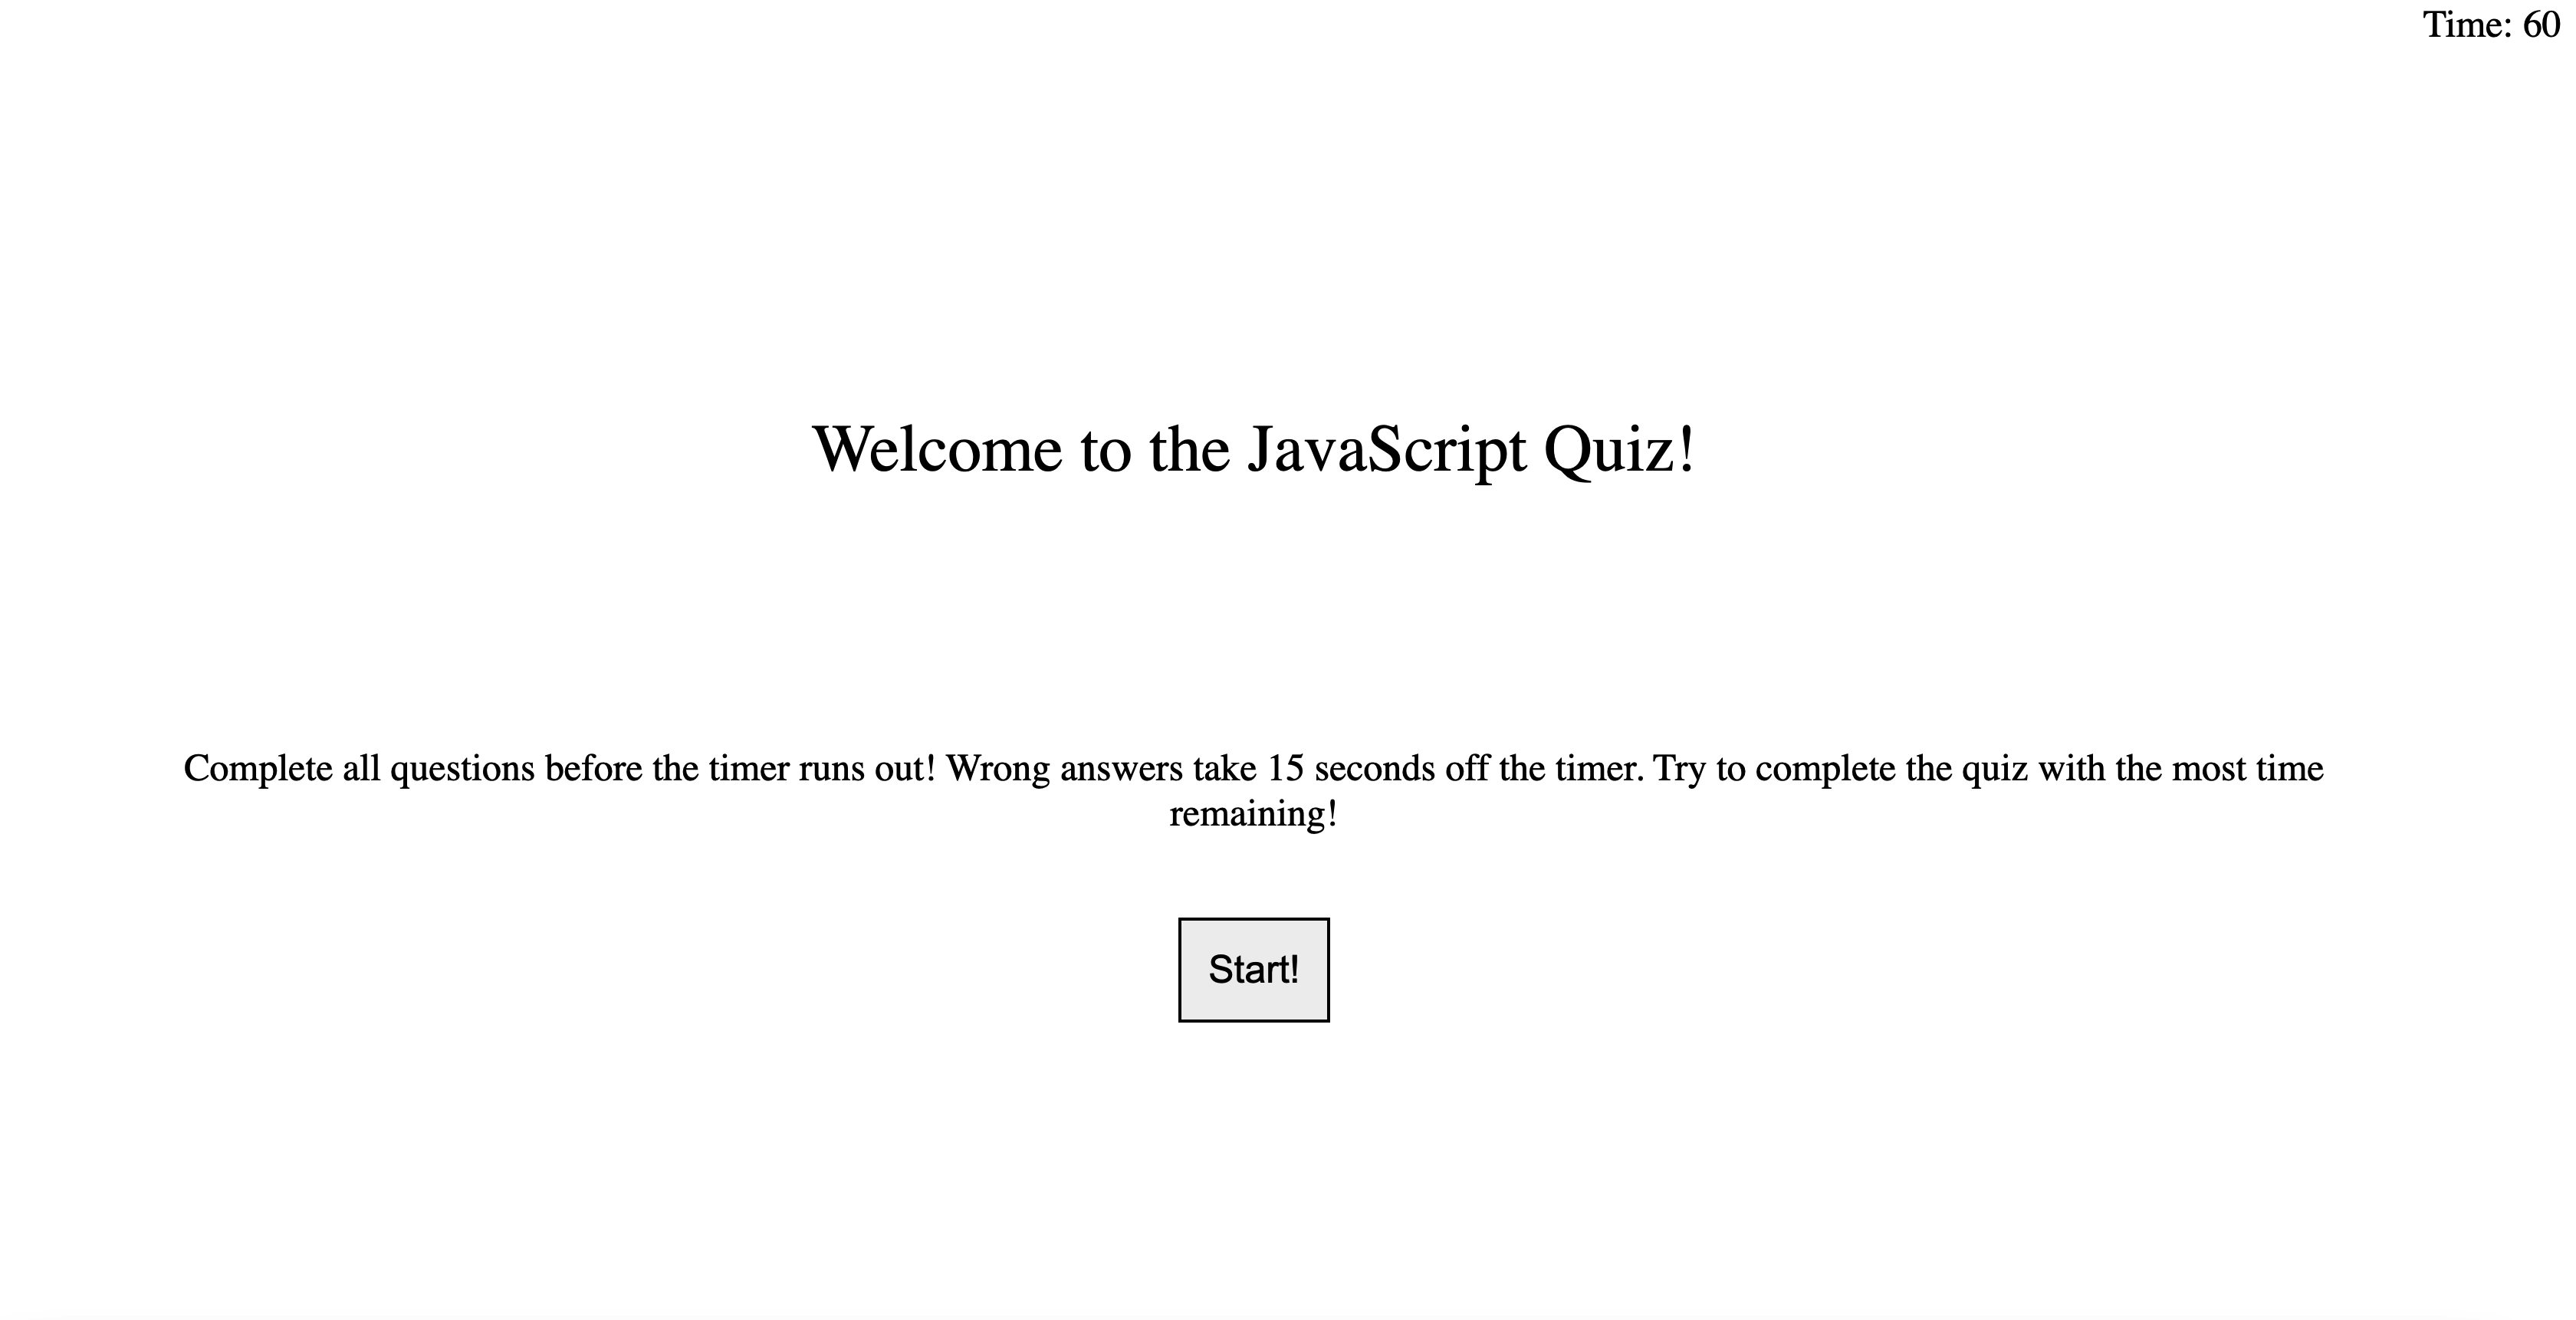 Time: 60
Welcome to the JavaScript Quiz!
Complete all questions before the timer runs out! Wrong answers take 15 seconds off the timer. Try to complete the quiz with the most time
remaining!
Start!